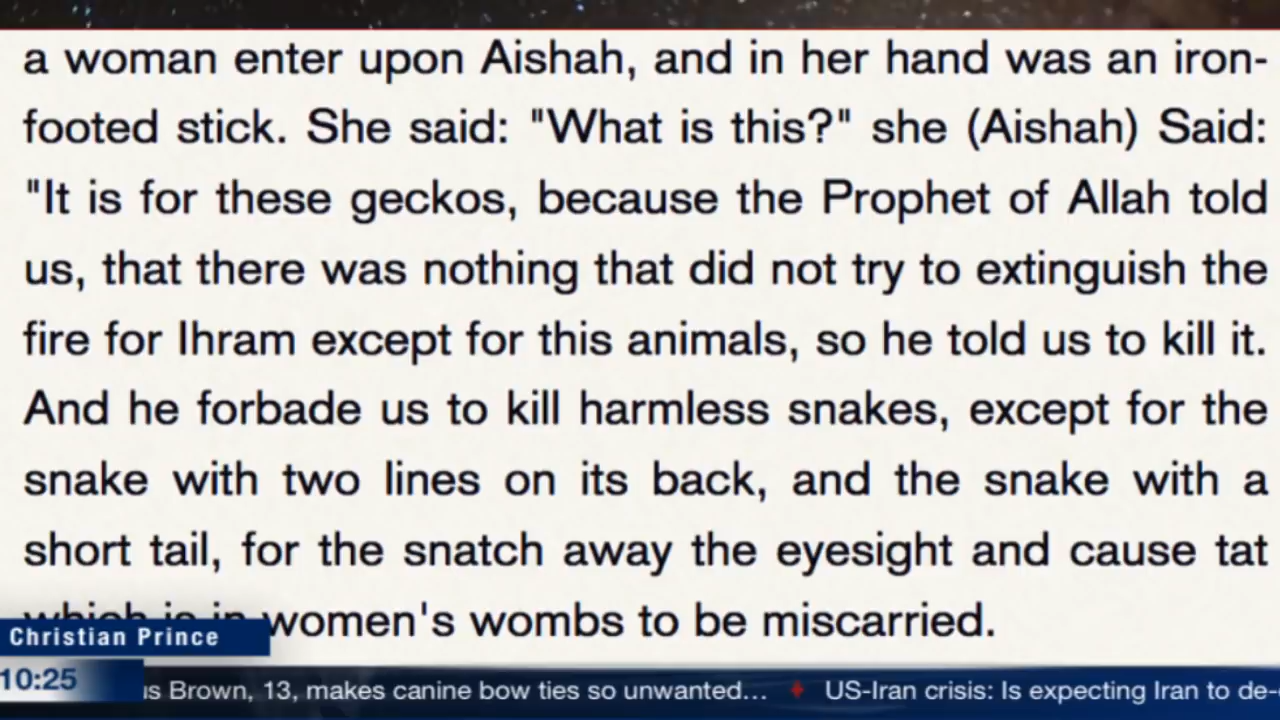 a woman enter upon Aishah, and in her hand was an iron-
footed stick. She said: "What is this?" she (Aishah) Said:
"It is for these geckos, because the Prophet of Allah told
us, that there was nothing that did not try to extinguish the
fire for Ihram except for this animals, so he told us to kill it.
And he forbade us to kill harmless snakes, except for the
snake with two lines on its back, and the snake with a
short tail, for the snatch away the eyesight and cause tat
which is in women's wombs to be miscarried.
Christian Prince
10:25
us Brown, 13, makes canine bow ties so unwanted... US-Iran crisis: Is expecting Iran to de-